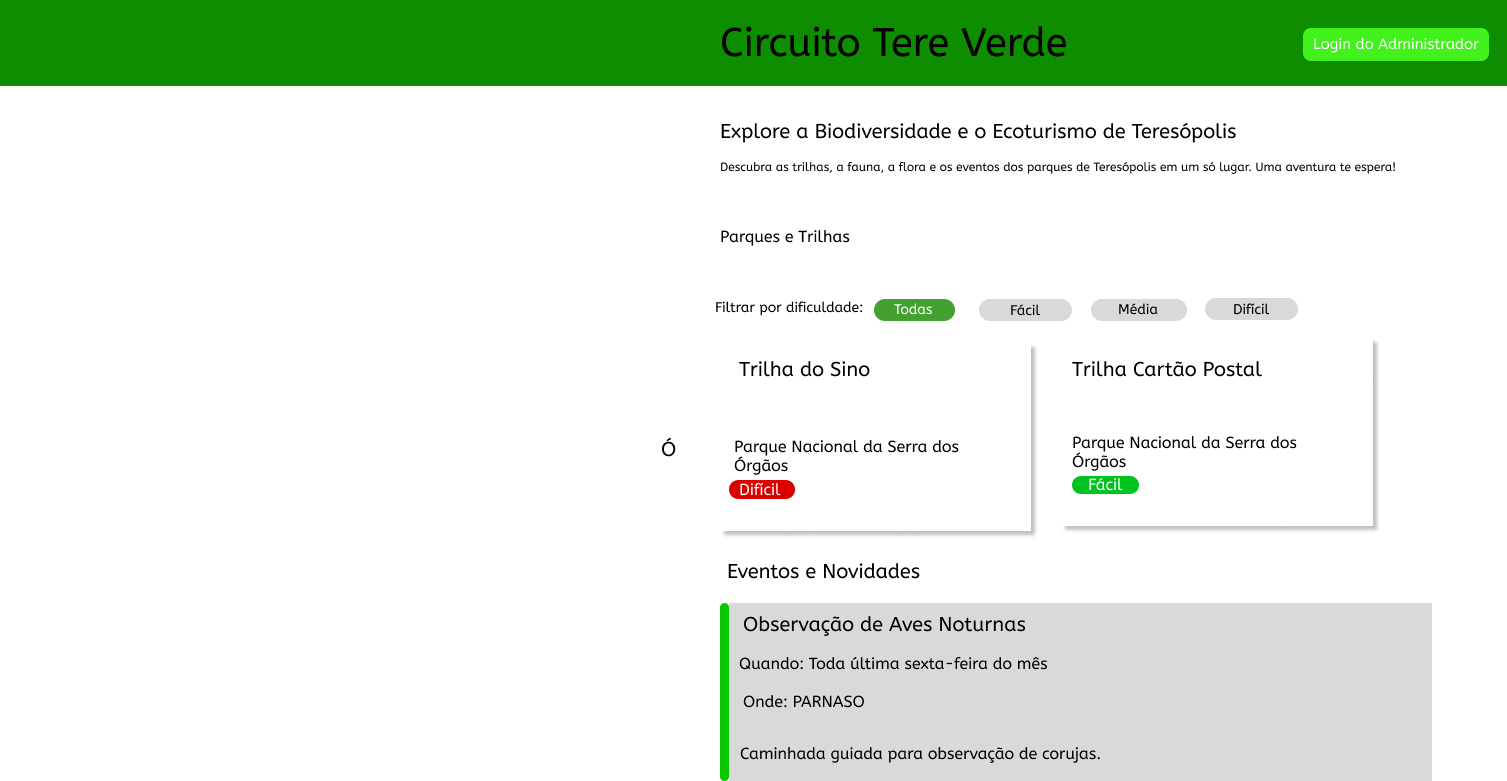 Circuito Tere Verde
Login do Administrador
Explore a Biodiversidade e o Ecoturismo de Teresópolis
Descubra as trilhas, a fauna, a flora e os eventos dos parques de Teresópolis em um só lugar. Uma aventura te espera!
Parques e Trilhas
Filtrar por dificuldade:
Todas
Fácil
Média
Difícil
Trilha do Sino
Parque Nacional da Serra dos
Órgãos
Difícil
Trilha Cartão Postal
Parque Nacional da Serra dos
Órgãos
Fácil
Ó
Eventos e Novidades
Observação de Aves Noturnas
Quando: Toda última sexta-feira do mês
Onde: PARNASO
Caminhada guiada para observação de corujas.